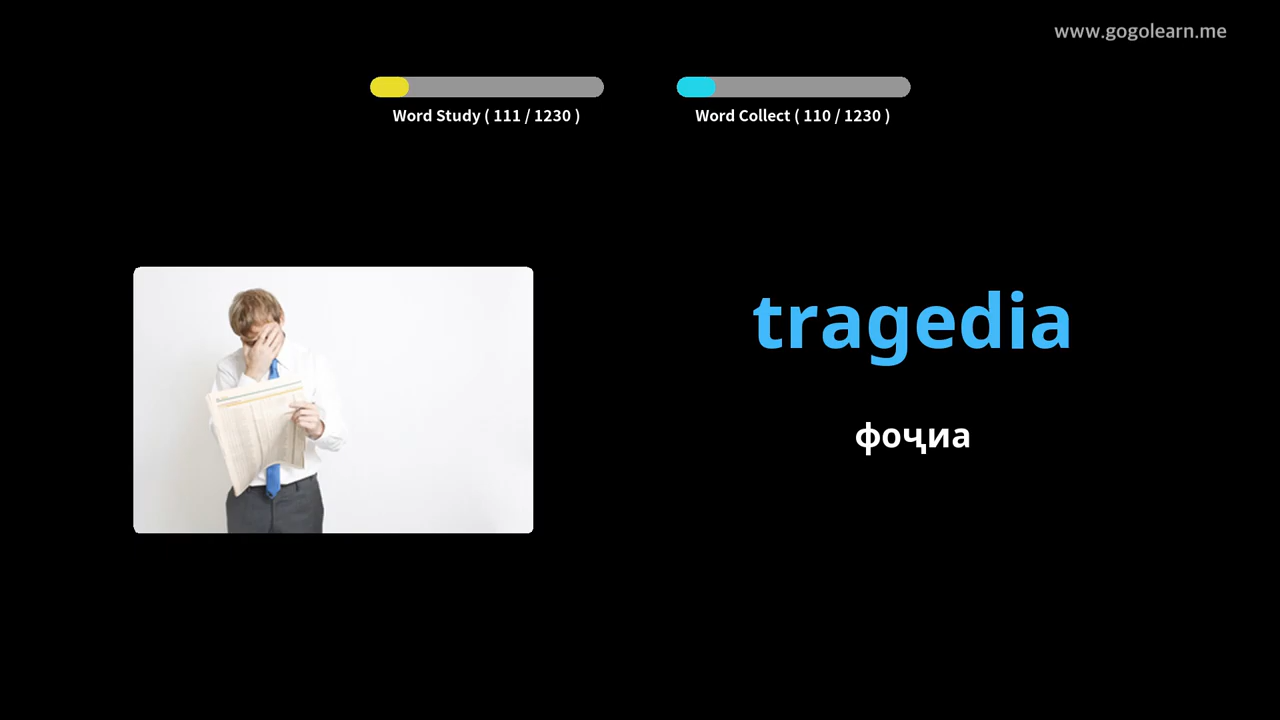 www.gogolearn.me
Word Study ( 111 / 1230 )
Word Collect ( 110 / 1230 )
tragedia
фоҷиа